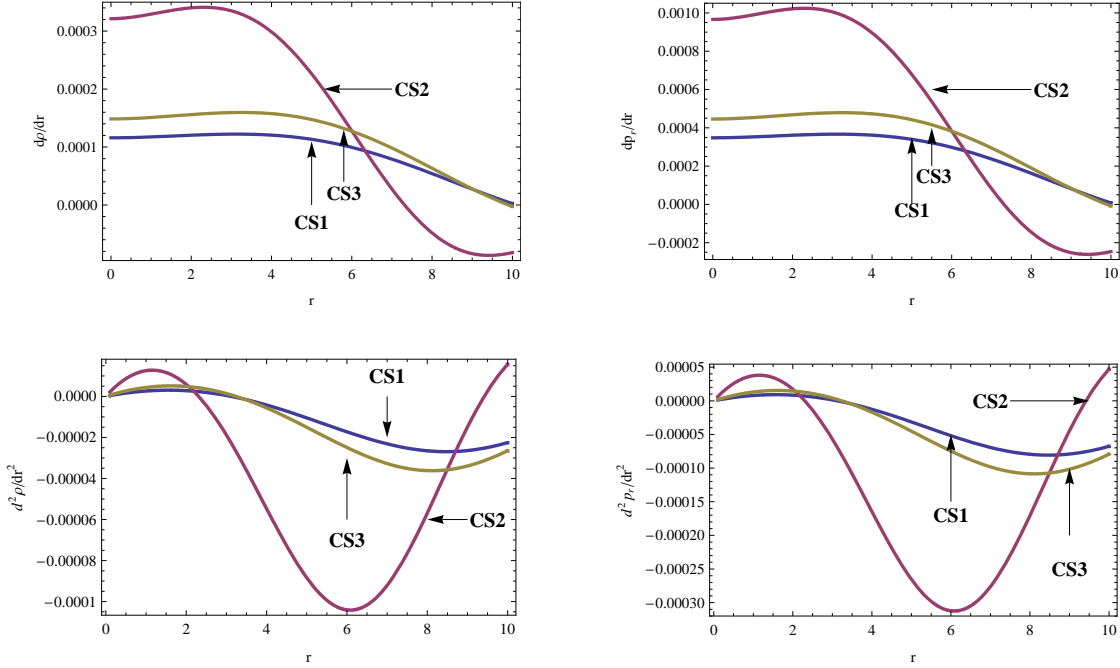 0.0003
0.0002
0.0001
0.0000
dρ/dr
CS2
CS3
CS1
0 2 4 6 8 10
r
0.0010
0.0008
0.0006
0.0004
0.0002
0.0000
−0.0002
dp_r/dr
CS2
CS3
CS1
0 2 4 6 8 10
r
0.0000
−0.00002
−0.00004
−0.00006
−0.00008
−0.0001
d²ρ/dr²
CS1
CS3
CS2
0 2 4 6 8 10
r
0.00005
0.00000
−0.00005
−0.00010
−0.00015
−0.00020
−0.00025
−0.00030
d²p_r/dr²
CS2
CS1
CS3
0 2 4 6 8 10
r